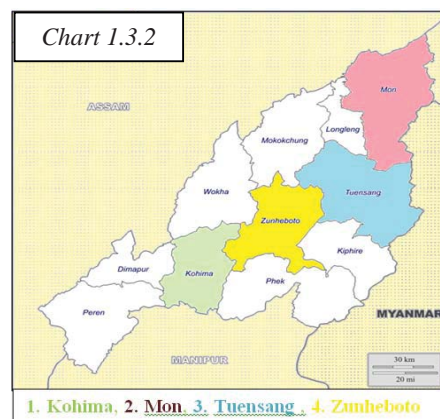 Chart 1.3.2
Mon
ASSAM
Longleng
Mokokchung
Tuensang
Wokha
Zunheboto
Kiphire
Dimapur
Kohima
Phek
Peren
MYANMAR
MANIPUR
30 km
20 mi
1. Kohima, 2. Mon, 3. Tuensang , 4. Zunheboto